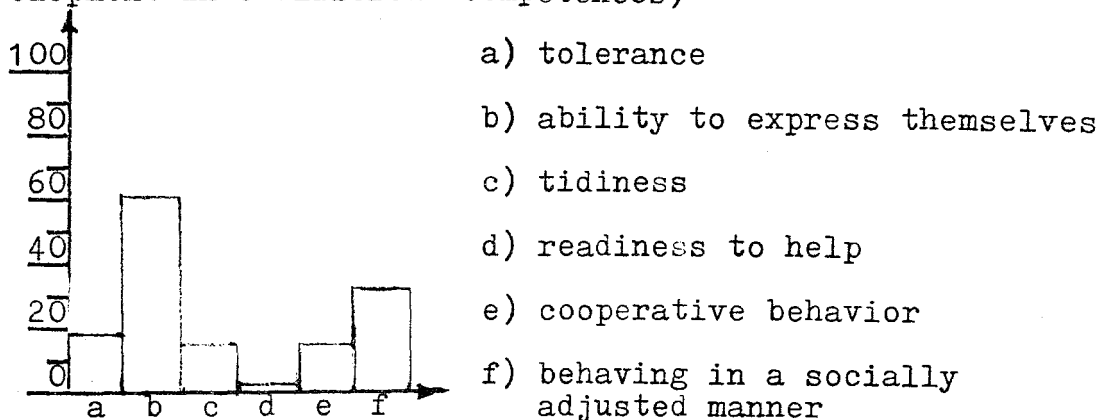 100
80
60
40
20
0
a b c d e f
a) tolerance
b) ability to express themselves
c) tidiness
d) readiness to help
e) cooperative behavior
f) behaving in a socially
adjusted manner